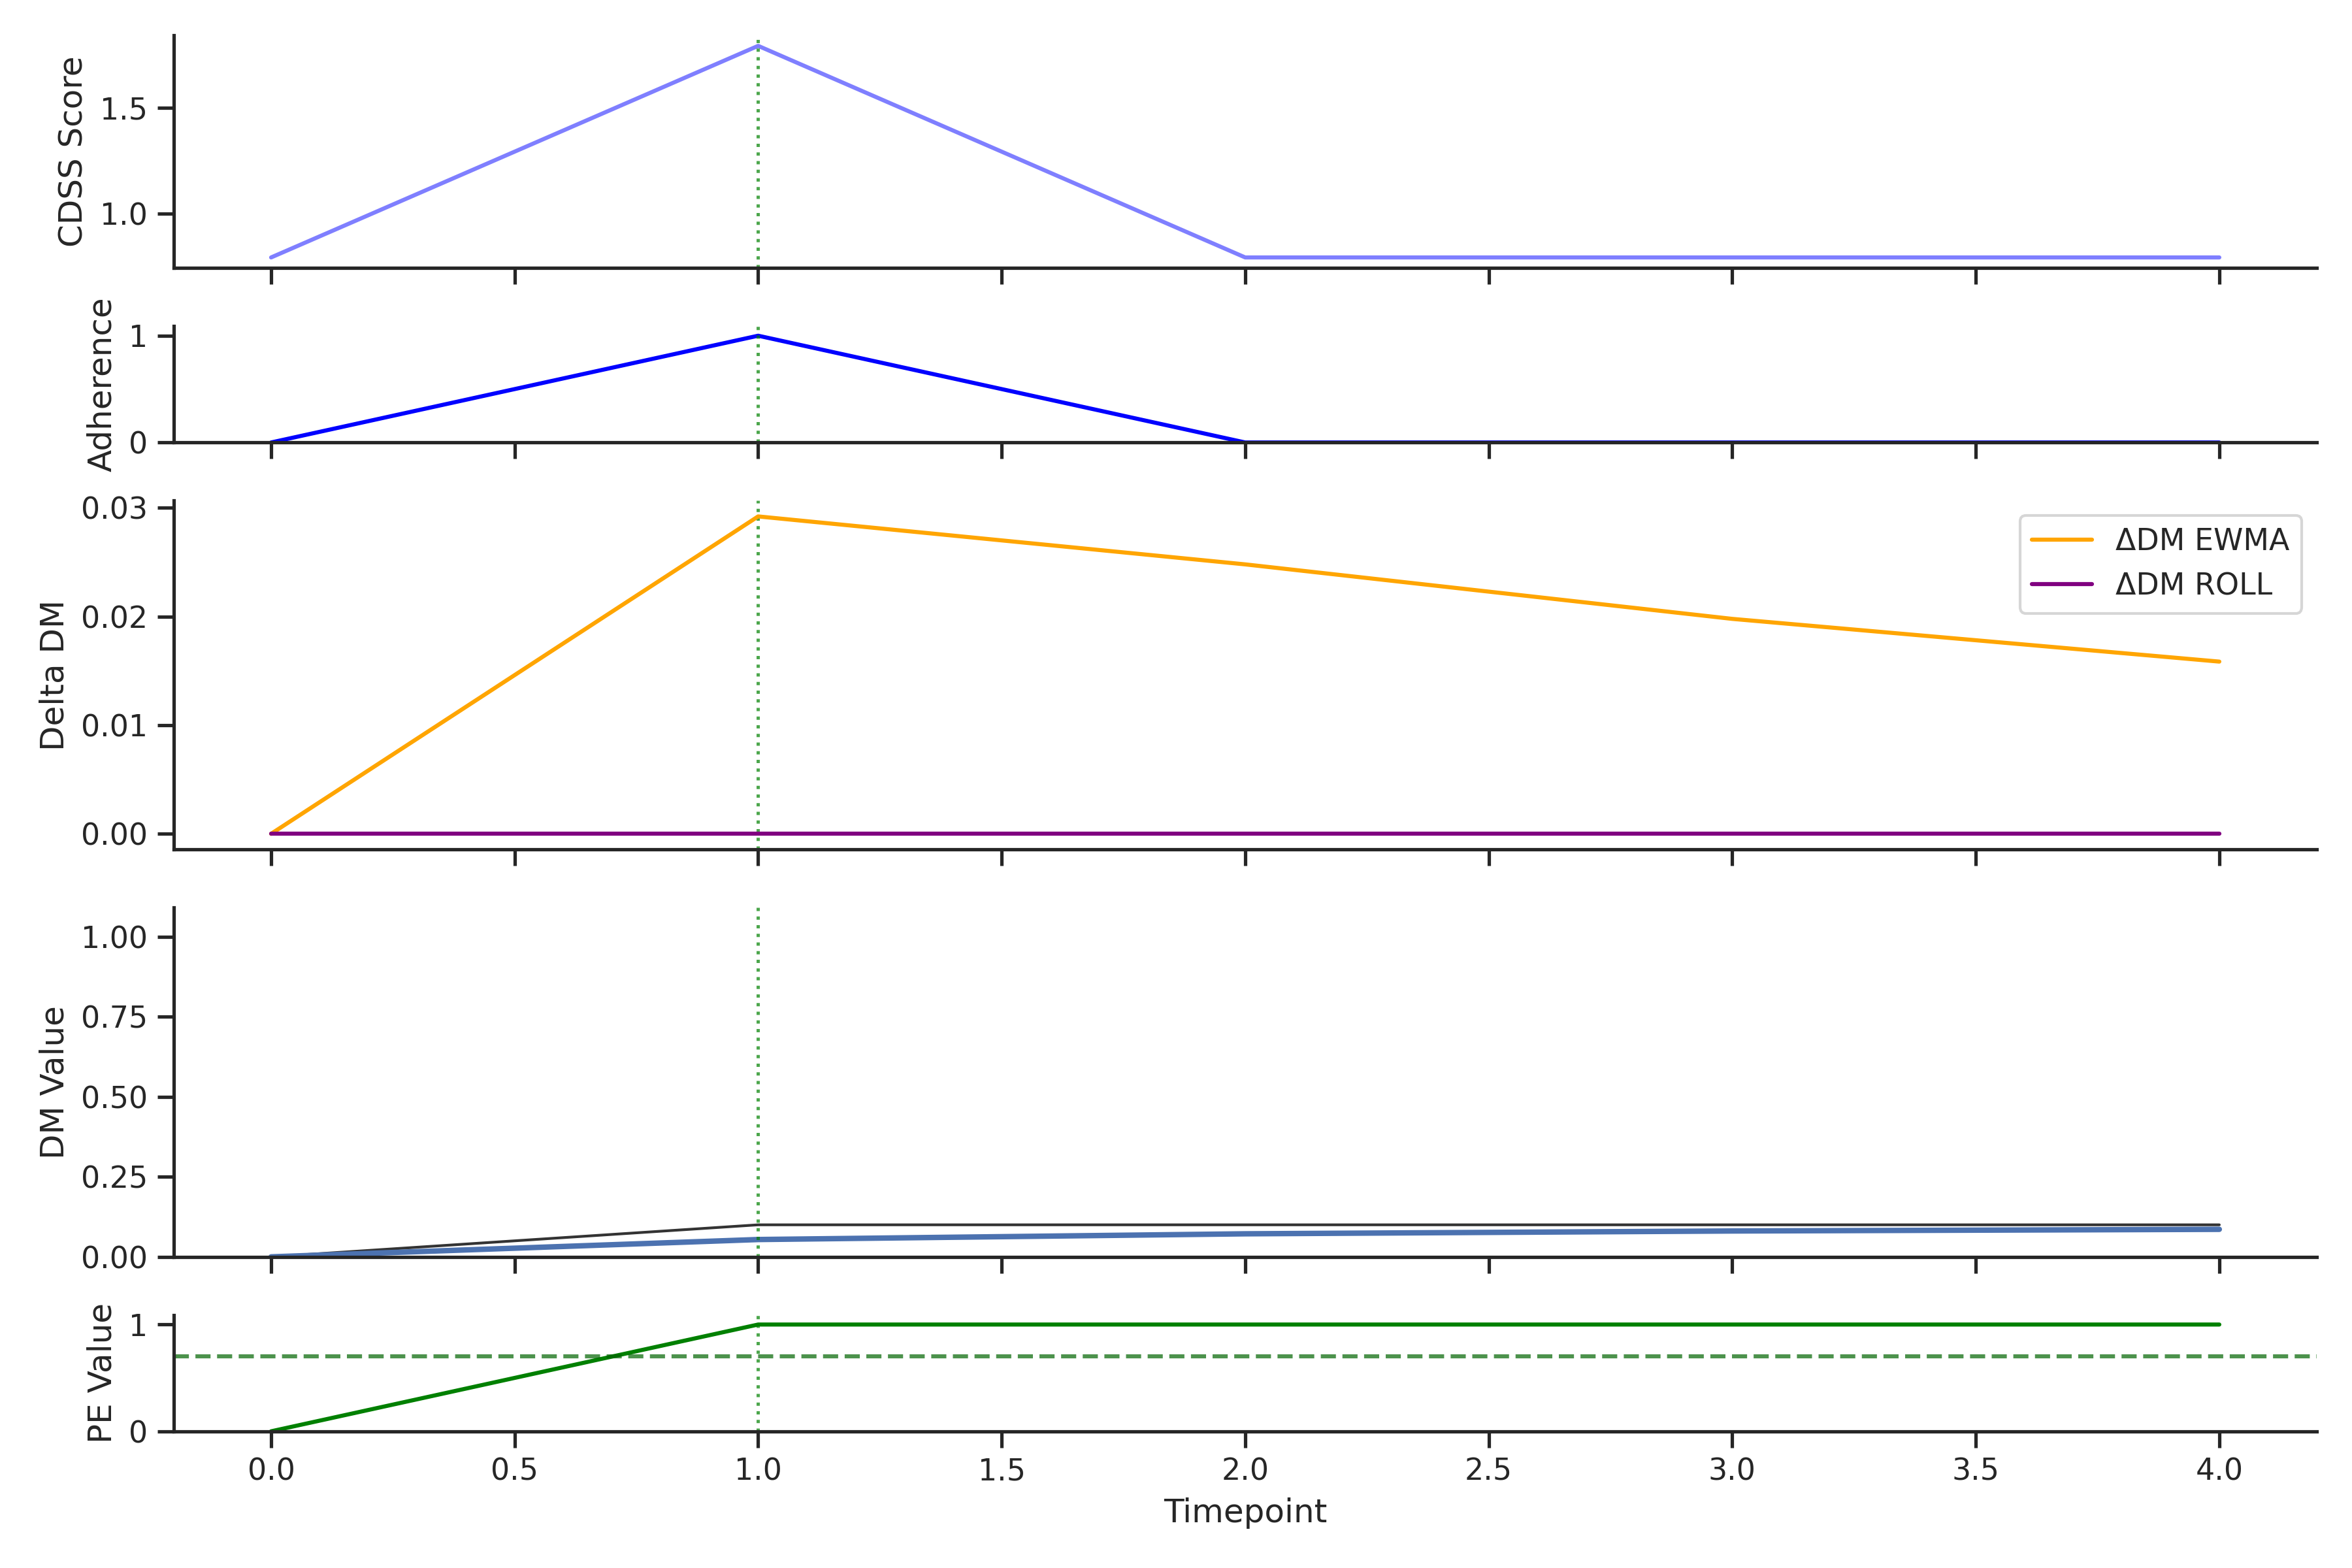 CDSS Score
1.5
1.0
Adherence
1
0
Delta DM
0.03
0.02
0.01
0.00
ΔDM EWMA
ΔDM ROLL
DM Value
1.00
0.75
0.50
0.25
0.00
PE Value
1
0
0.0 0.5 1.0 1.5 2.0 2.5 3.0 3.5 4.0
Timepoint